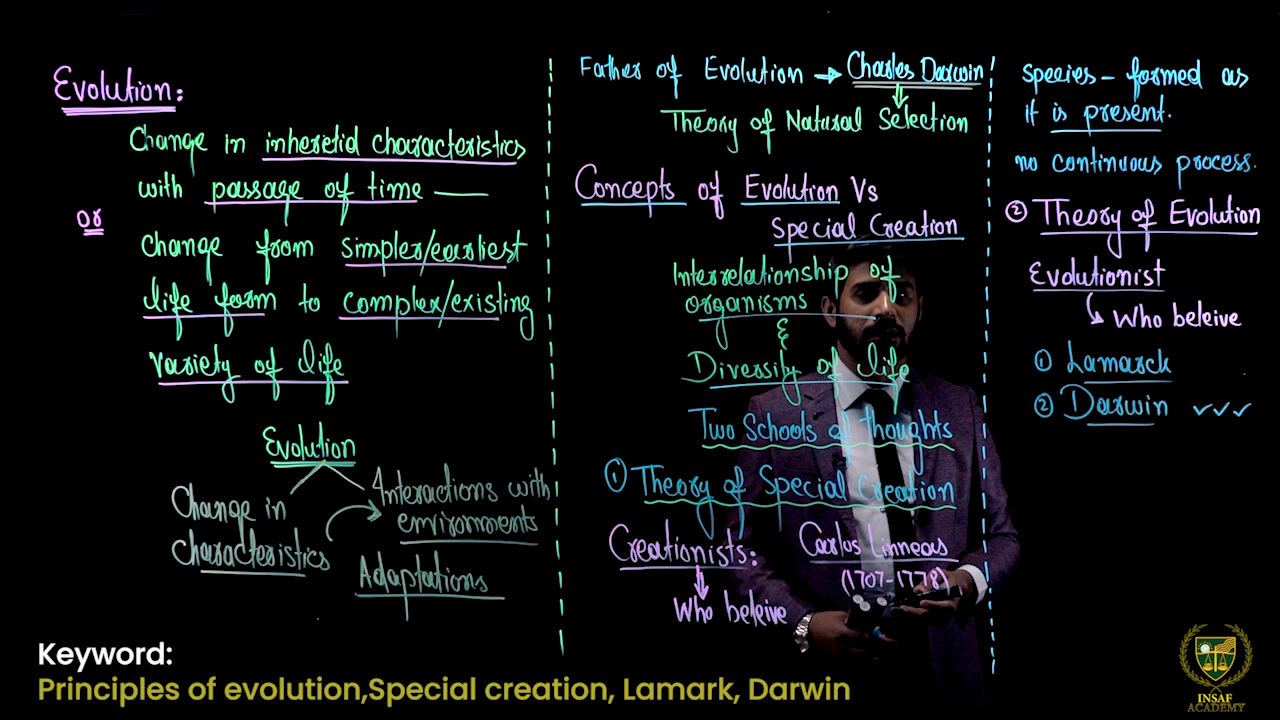 Evolution:
Change in inheretid characteristics
with passage of time
or
Change from simpler/earliest
life form to complex/existing
variety of life
Evolution
Change in
characteristics
Interactions with
environments
Adaptations
Father of Evolution → Charles Darwin
Theory of Natural Selection
Concepts of Evolution Vs
Special Creation
Interrelationship of
organisms
&
Diversity of life
Two Schools of thoughts
① Theory of Special Creation
Creationists:
Who beleive
Carlos Linneas
(1707-1778)
Species - formed as
it is present.
no continuous process.
② Theory of Evolution
Evolutionist
Who beleive
① Lamarck
② Darwin ✓✓✓
Keyword:
Principles of evolution,Special creation, Lamark, Darwin
INSAF
ACADEMY